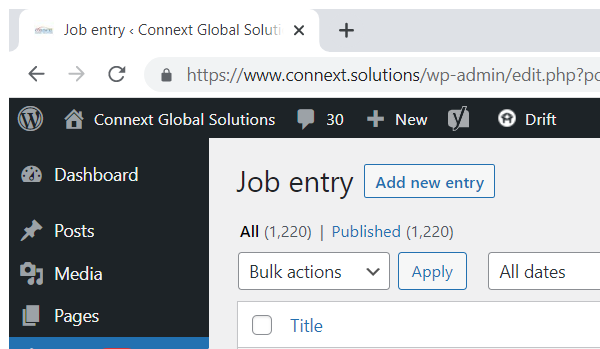 Job entry ‹ Connext Global Soluti
https://www.connext.solutions/wp-admin/edit.php?po
Connext Global Solutions 30 New Drift
Dashboard
Job entry Add new entry
Posts
All (1,220) | Published (1,220)
Media
Bulk actions Apply All dates
Pages
Title